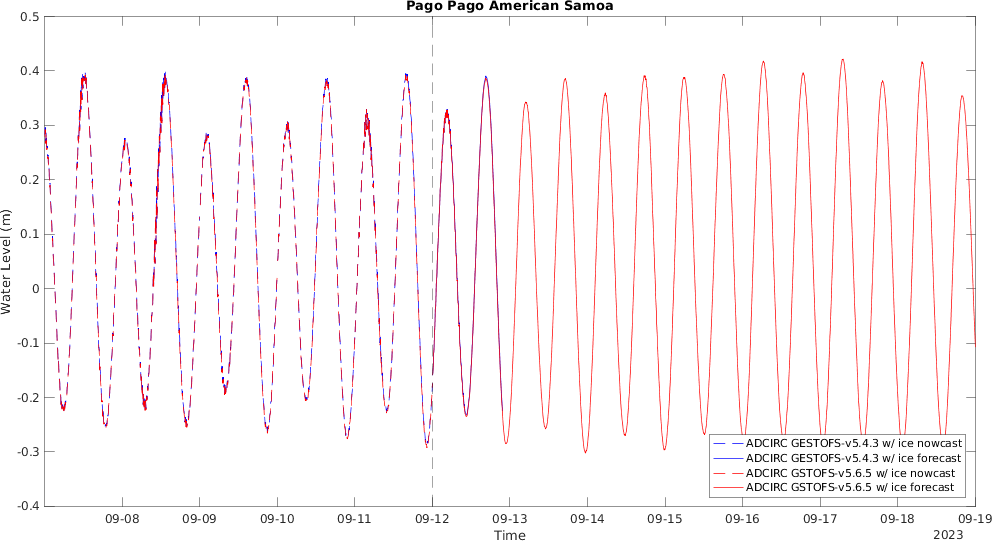 Pago Pago American Samoa
0.5
0.4
0.3
0.2
0.1
0
-0.1
-0.2
-0.3
-0.4
Water Level (m)
ADCIRC GESTOFS-v5.4.3 w/ ice nowcast
ADCIRC GESTOFS-v5.4.3 w/ ice forecast
ADCIRC GSTOFS-v5.6.5 w/ ice nowcast
ADCIRC GSTOFS-v5.6.5 w/ ice forecast
09-08 09-09 09-10 09-11 09-12 09-13 09-14 09-15 09-16 09-17 09-18 09-19
Time
2023